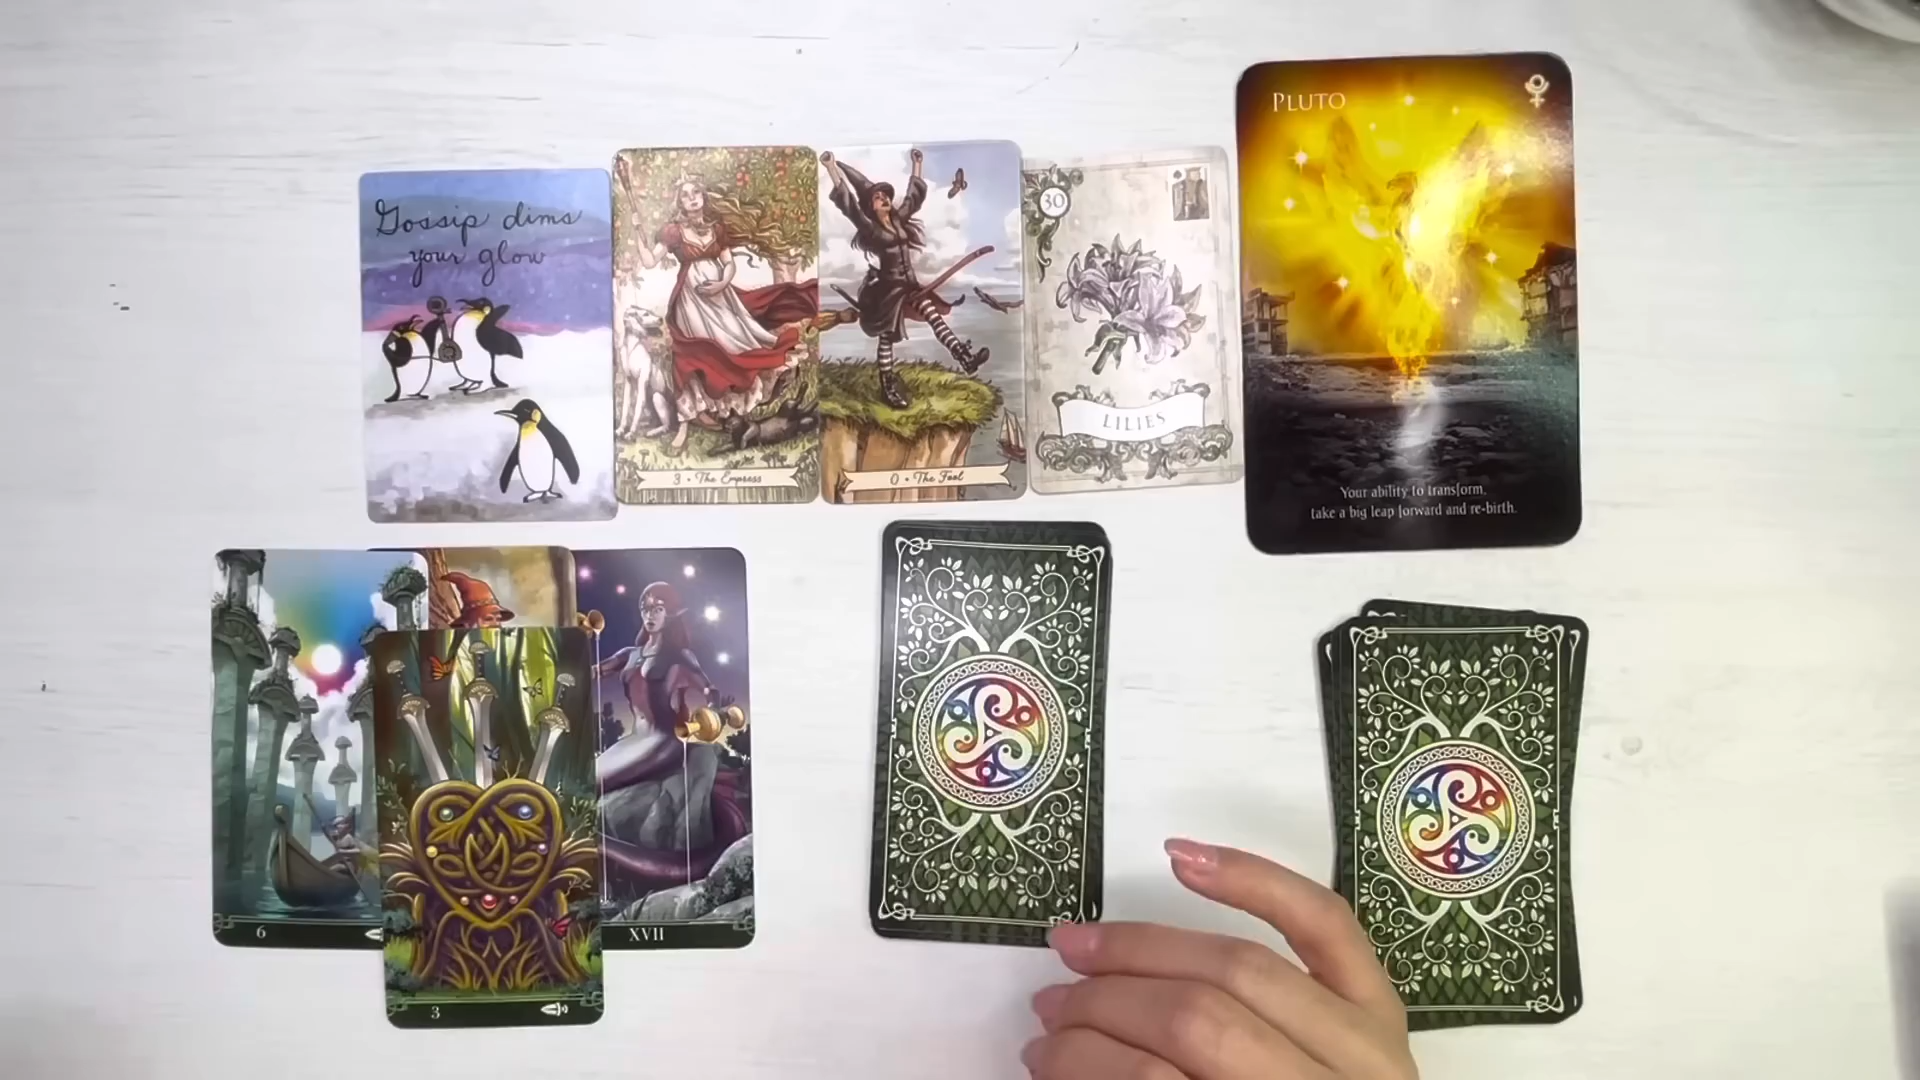 Gossip dims
your glow
3 • The Empress
0 • The Fool
30
LILIES
PLUTO
Your ability to transform,
take a big leap forward and re-birth.
6
3
XVII